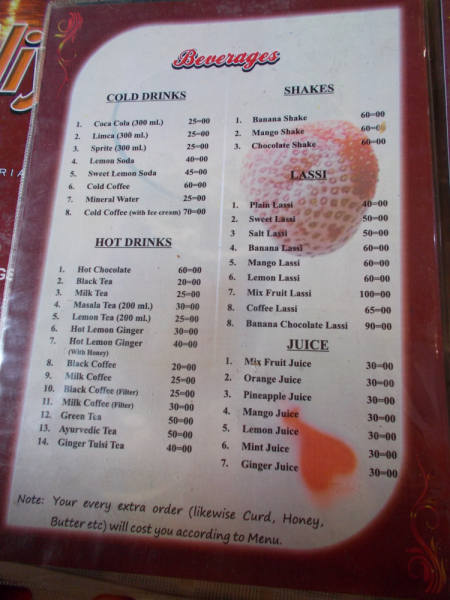 Beverages
COLD DRINKS
1. Coca Cola (300 ml.) 25=00
2. Limca (300 ml.) 25=00
3. Sprite (300 ml.) 25=00
4. Lemon Soda 40=00
5. Sweet Lemon Soda 45=00
6. Cold Coffee 60=00
7. Mineral Water 25=00
8. Cold Coffee (with Ice cream) 70=00
HOT DRINKS
1. Hot Chocolate 60=00
2. Black Tea 20=00
3. Milk Tea 25=00
4. Masala Tea (200 ml.) 30=00
5. Lemon Tea (200 ml.) 25=00
6. Hot Lemon Ginger 30=00
7. Hot Lemon Ginger 40=00
(With Honey)
8. Black Coffee 20=00
9. Milk Coffee 25=00
10. Black Coffee (Filter) 25=00
11. Milk Coffee (Filter) 30=00
12. Green Tea 50=00
13. Ayurvedic Tea 50=00
14. Ginger Tulsi Tea 40=00
SHAKES
1. Banana Shake 60=00
2. Mango Shake 60=00
3. Chocolate Shake 60=00
LASSI
1. Plain Lassi 40=00
2. Sweet Lassi 50=00
3 Salt Lassi 50=00
4. Banana Lassi 60=00
5. Mango Lassi 60=00
6. Lemon Lassi 60=00
7. Mix Fruit Lassi 100=00
8. Coffee Lassi 65=00
8. Banana Chocolate Lassi 90=00
JUICE
1. Mix Fruit Juice 30=00
2. Orange Juice 30=00
3. Pineapple Juice 30=00
4. Mango Juice 30=00
5. Lemon Juice 30=00
6. Mint Juice 30=00
7. Ginger Juice 30=00
Note: Your every extra order (likewise Curd, Honey,
Butter etc) will cost you according to Menu.